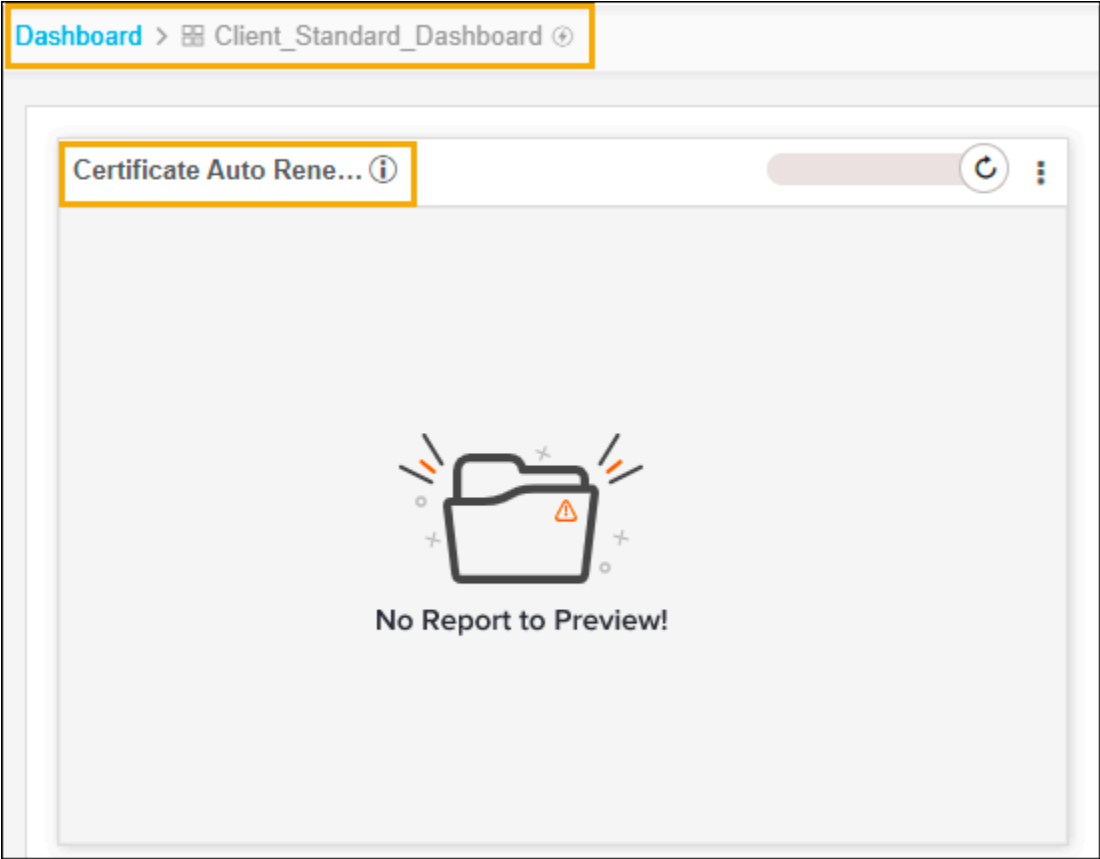 Dashboard > Client_Standard_Dashboard
Certificate Auto Rene...
No Report to Preview!